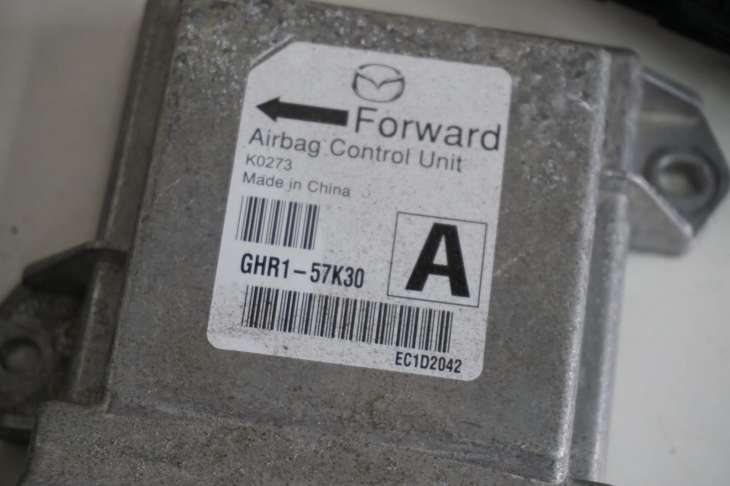 Forward
Airbag Control Unit
K0273
Made in China
A
GHR1-57K30
EC1D2042